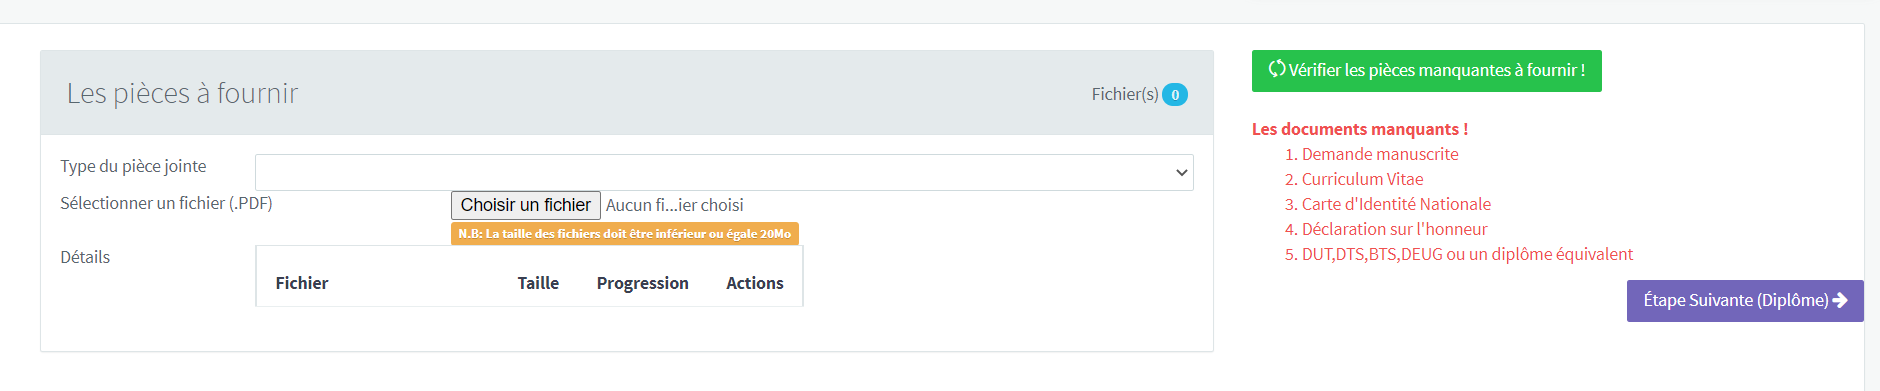 Les pièces à fournir
Fichier(s) 0
Type du pièce jointe
Sélectionner un fichier (.PDF)
Choisir un fichier Aucun fi...ier choisi
N.B: La taille des fichiers doit être inférieur ou égale 20Mo
Détails
Fichier Taille Progression Actions
Vérifier les pièces manquantes à fournir !
Les documents manquants !
1. Demande manuscrite
2. Curriculum Vitae
3. Carte d'Identité Nationale
4. Déclaration sur l'honneur
5. DUT,DTS,BTS,DEUG ou un diplôme équivalent
Étape Suivante (Diplôme)